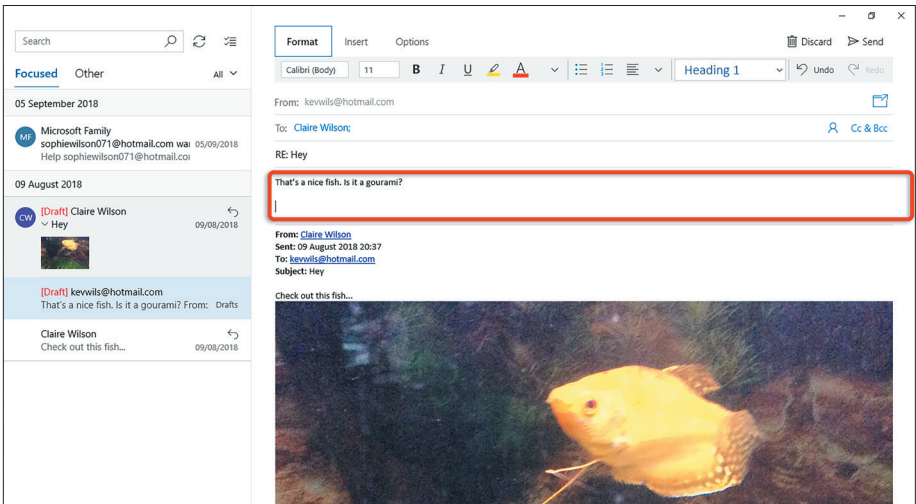 Search
Focused Other All
05 September 2018
MF
Microsoft Family
sophiewilson071@hotmail.com wai 05/09/2018
Help sophiewilson071@hotmail.coi
09 August 2018
CW
[Draft] Claire Wilson
Hey 09/08/2018
[Draft] kevwils@hotmail.com
That's a nice fish. Is it a gourami? From: Drafts
Claire Wilson
Check out this fish... 09/08/2018
Format Insert Options Discard Send
Calibri (Body) 11 B I U A Heading 1 Undo Redo
From: kevwils@hotmail.com
To: Claire Wilson; Cc & Bcc
RE: Hey
That's a nice fish. Is it a gourami?
From: Claire Wilson
Sent: 09 August 2018 20:37
To: kevwils@hotmail.com
Subject: Hey
Check out this fish...